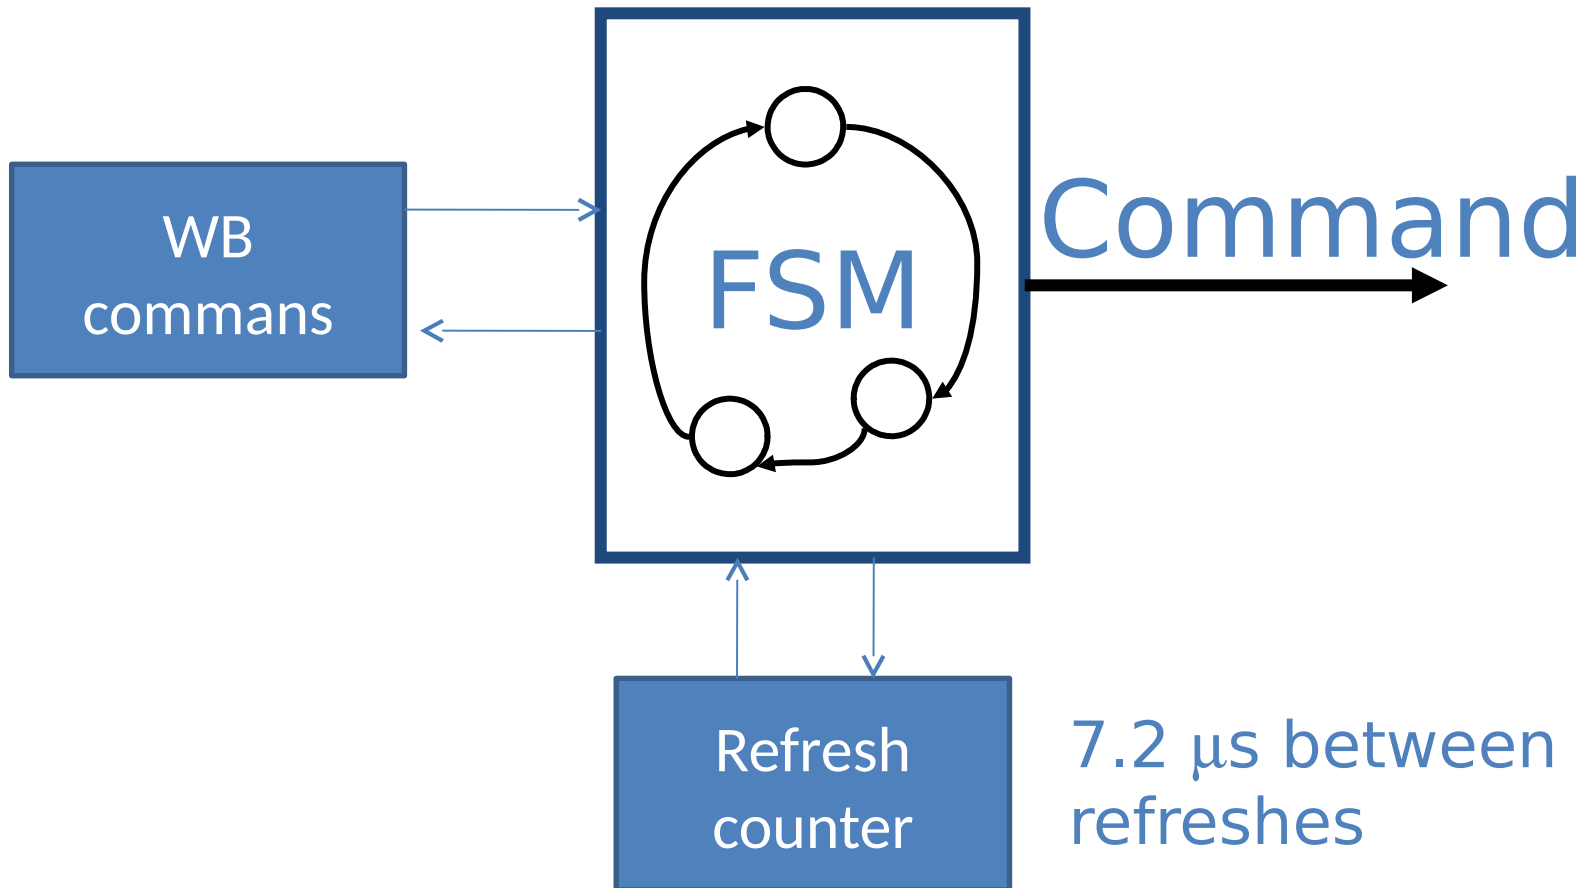 WB
commans
FSM
Command
Refresh
counter
7.2 μs between
refreshes